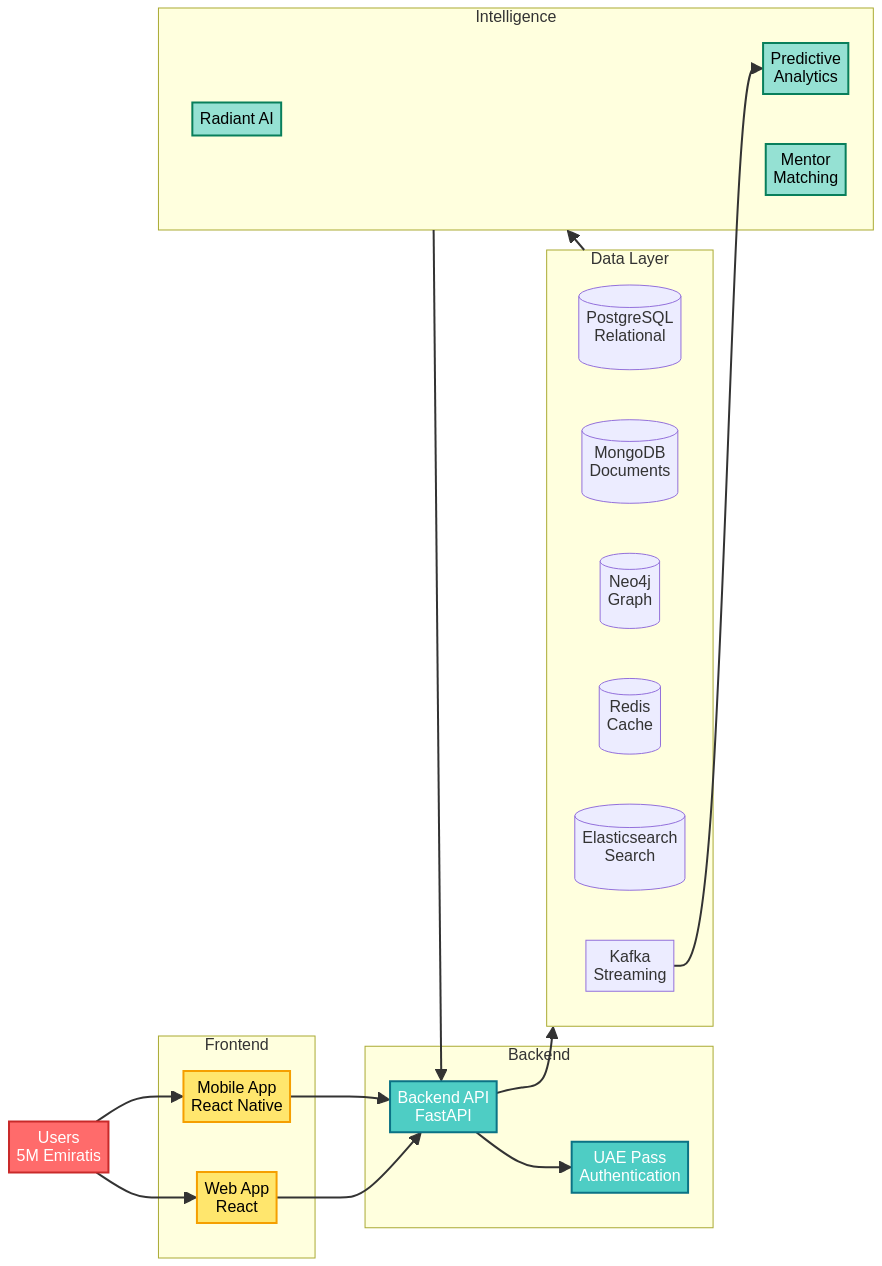 Intelligence
Radiant AI
Predictive
Analytics
Mentor
Matching
Data Layer
PostgreSQL
Relational
MongoDB
Documents
Neo4j
Graph
Redis
Cache
Elasticsearch
Search
Kafka
Streaming
Frontend
Mobile App
React Native
Web App
React
Users
5M Emiratis
Backend
Backend API
FastAPI
UAE Pass
Authentication